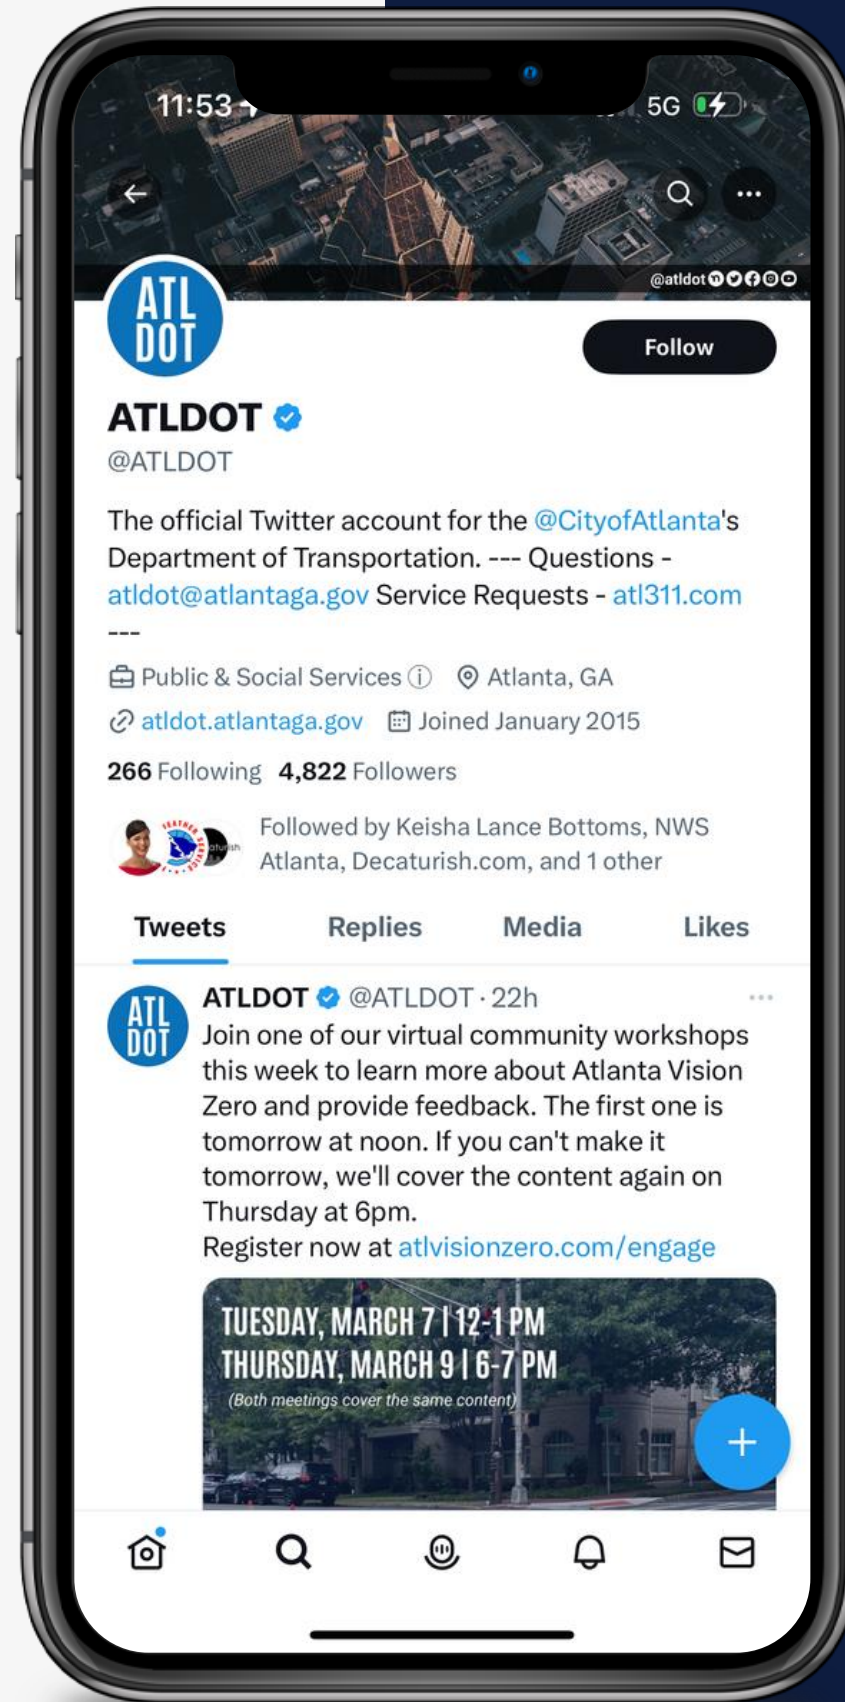 11:53
5G
@atldot
ATL
DOT
Follow
ATLDOT
@ATLDOT
The official Twitter account for the @CityofAtlanta's
Department of Transportation. --- Questions -
atldot@atlantaga.gov Service Requests - atl311.com
---
Public & Social Services Atlanta, GA
atldot.atlantaga.gov Joined January 2015
266 Following 4,822 Followers
Followed by Keisha Lance Bottoms, NWS
Atlanta, Decaturish.com, and 1 other
Tweets Replies Media Likes
ATL
DOT
ATLDOT @ATLDOT · 22h
Join one of our virtual community workshops
this week to learn more about Atlanta Vision
Zero and provide feedback. The first one is
tomorrow at noon. If you can't make it
tomorrow, we'll cover the content again on
Thursday at 6pm.
Register now at atlvisionzero.com/engage
TUESDAY, MARCH 7 | 12-1 PM
THURSDAY, MARCH 9 | 6-7 PM
(Both meetings cover the same content)